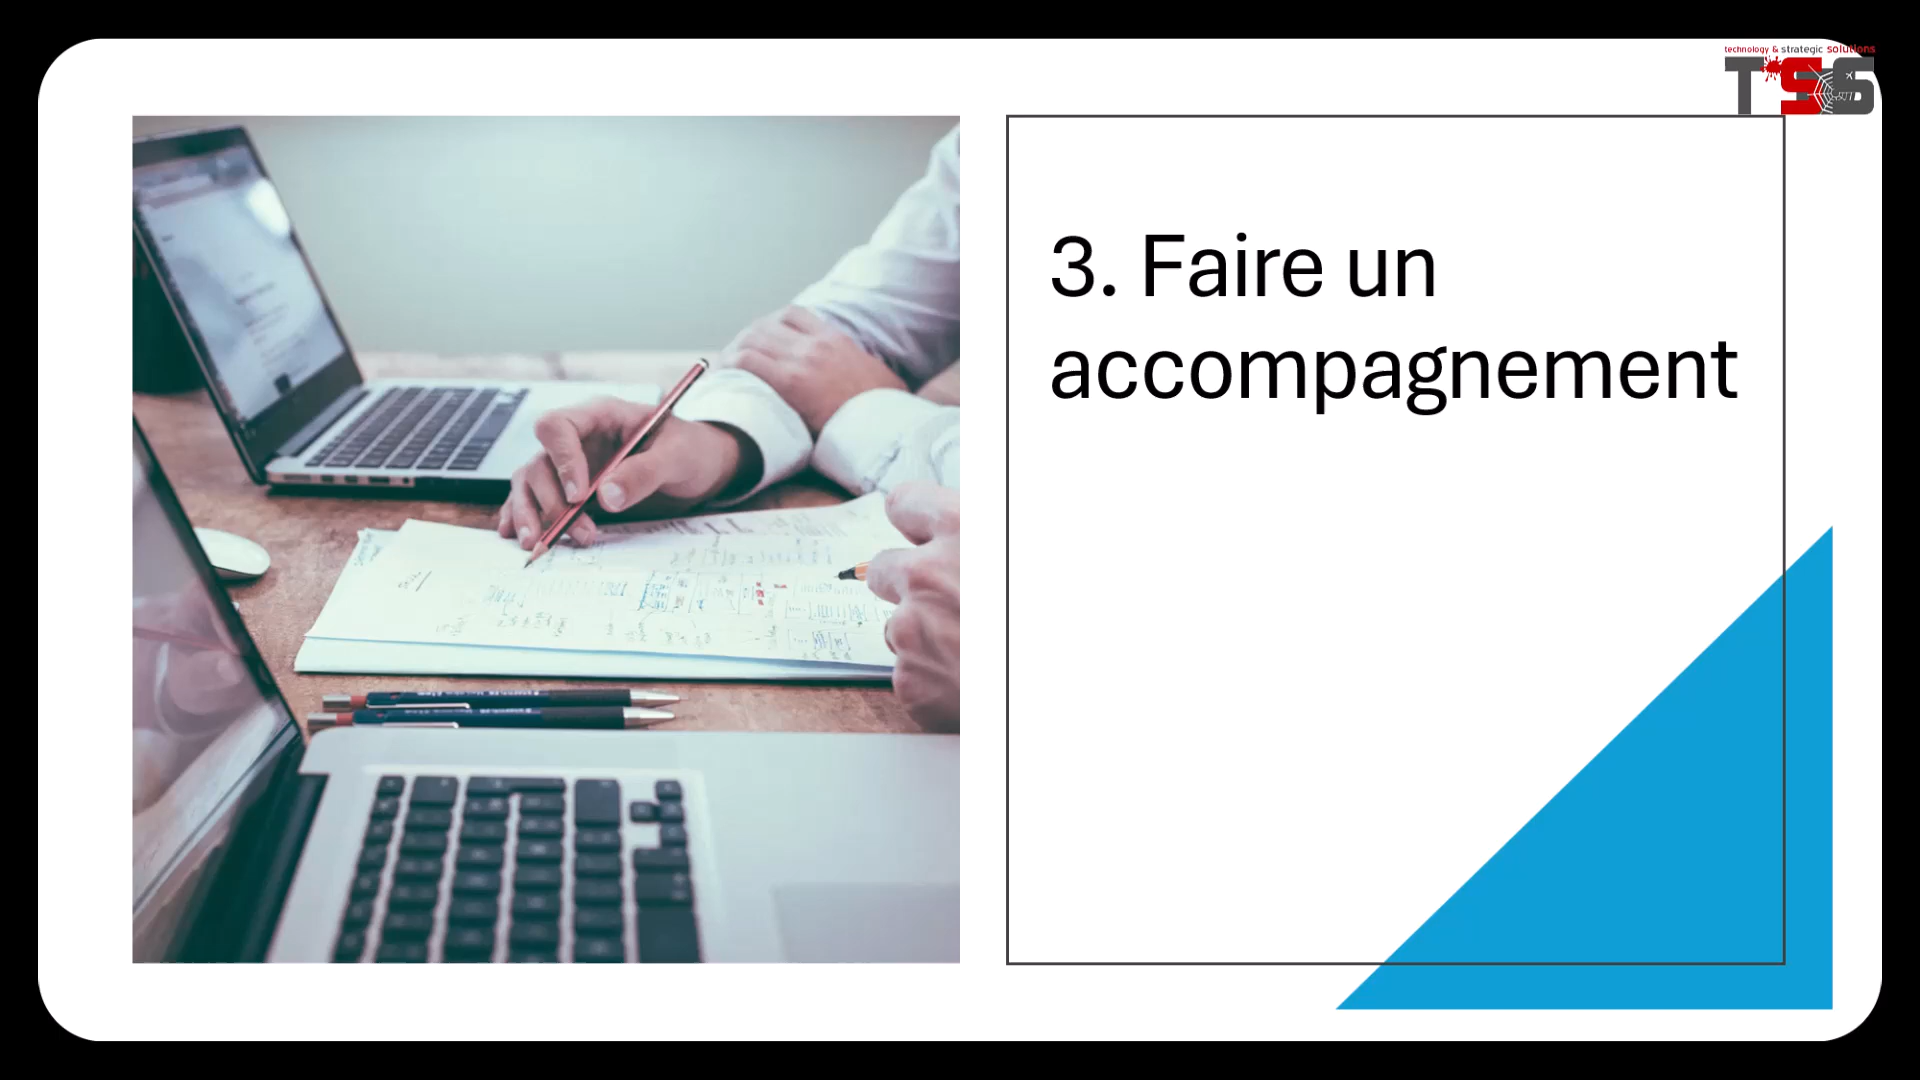 technology & strategic solutions
TSS
3. Faire un
accompagnement